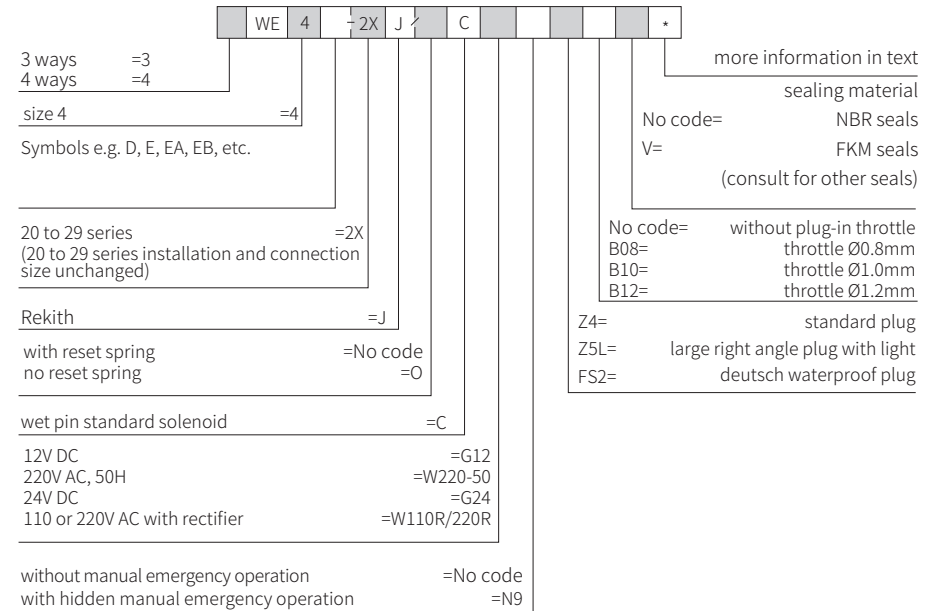 WE 4 - 2X J / C *
3 ways =3
4 ways =4
size 4 =4
Symbols e.g. D, E, EA, EB, etc.
20 to 29 series =2X
(20 to 29 series installation and connection
size unchanged)
Rekith =J
with reset spring =No code
no reset spring =O
wet pin standard solenoid =C
12V DC =G12
220V AC, 50H =W220-50
24V DC =G24
110 or 220V AC with rectifier =W110R/220R
without manual emergency operation =No code
with hidden manual emergency operation =N9
more information in text
sealing material
No code= NBR seals
V= FKM seals
(consult for other seals)
No code= without plug-in throttle
B08= throttle Ø0.8mm
B10= throttle Ø1.0mm
B12= throttle Ø1.2mm
Z4= standard plug
Z5L= large right angle plug with light
FS2= deutsch waterproof plug